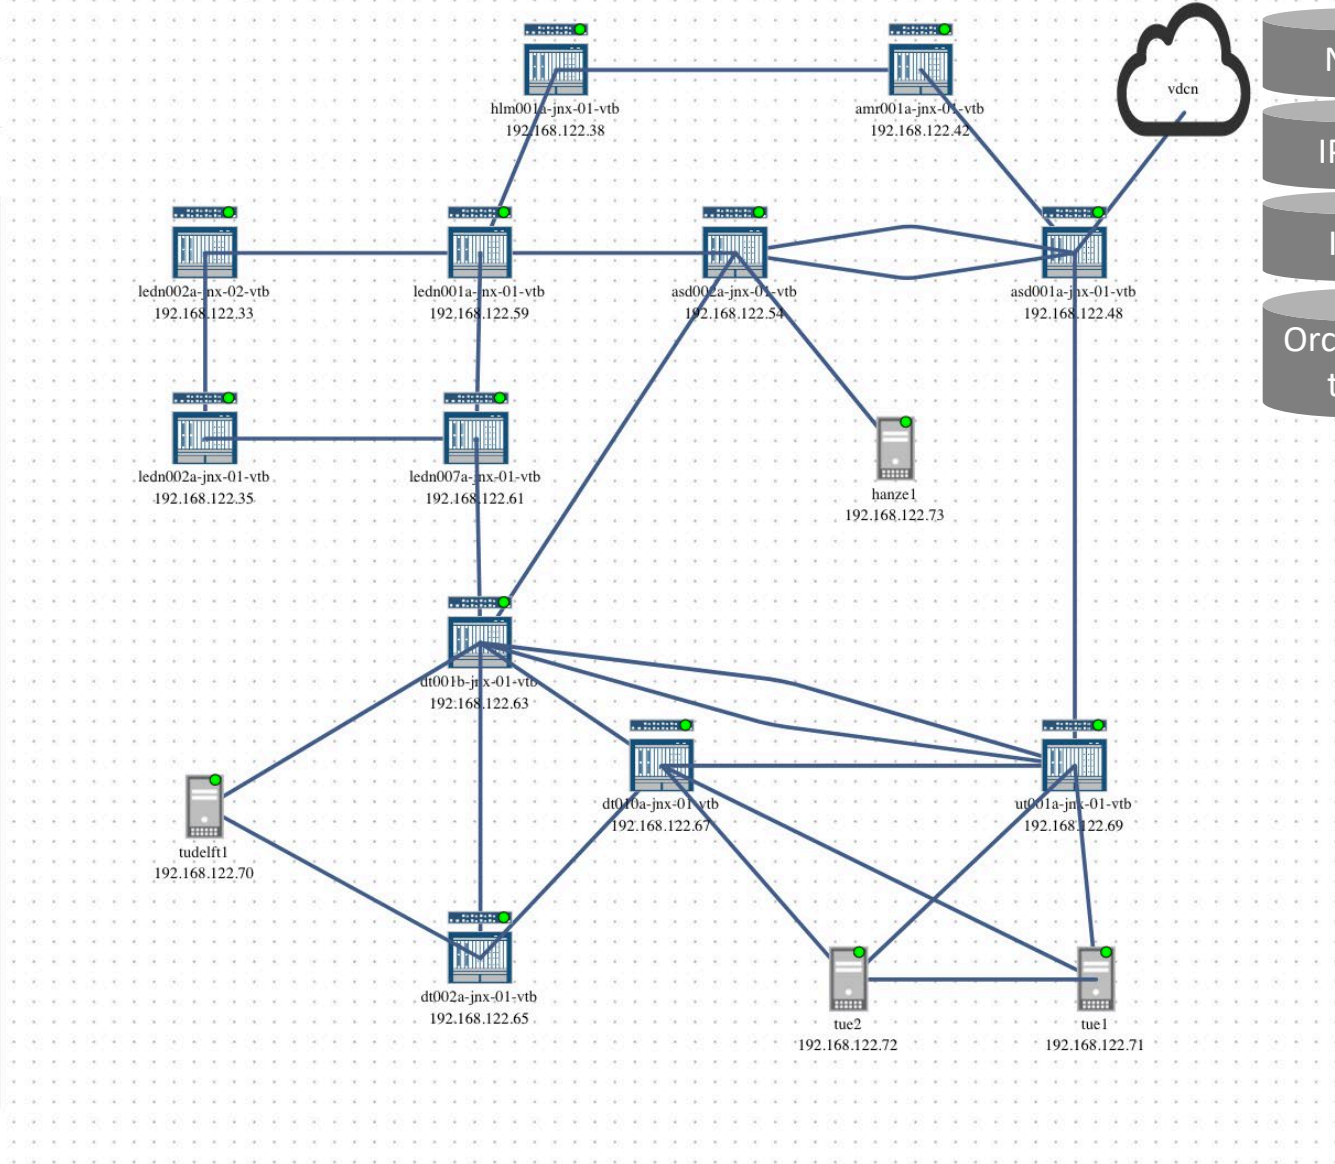 vdcn
hlm001a-jnx-01-vtb
192.168.122.38
amr001a-jnx-01-vtb
192.168.122.42
ledn002a-jnx-02-vtb
192.168.122.33
ledn001a-jnx-01-vtb
192.168.122.59
asd002a-jnx-01-vtb
192.168.122.54
asd001a-jnx-01-vtb
192.168.122.48
ledn002a-jnx-01-vtb
192.168.122.35
ledn007a-jnx-01-vtb
192.168.122.61
hanze1
192.168.122.73
dt001b-jnx-01-vtb
192.168.122.63
dt010a-jnx-01-vtb
192.168.122.67
ut001a-jnx-01-vtb
192.168.122.69
tudelft1
192.168.122.70
dt002a-jnx-01-vtb
192.168.122.65
tue2
192.168.122.72
tue1
192.168.122.71
Orc
t